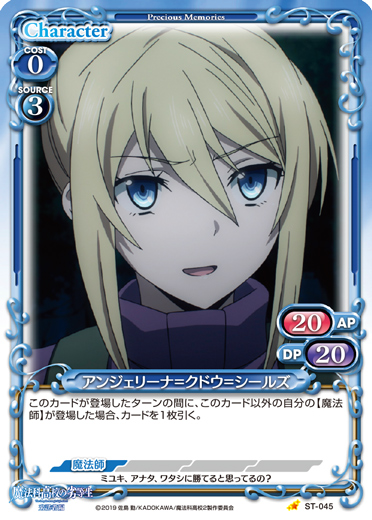 Precious Memories
Character
COST
0
SOURCE
3
20 AP
DP 20
アンジェリーナ=クドウ=シールズ
このカードが登場したターンの間に、このカード以外の自分の【魔法
師】が登場した場合、カードを1枚引く。
魔法師
ミユキ、アナタ、ワタシに勝てると思ってるの?
魔法科高校の劣等生
ST-045
©2019 佐島 勤/KADOKAWA/魔法科高校2製作委員会